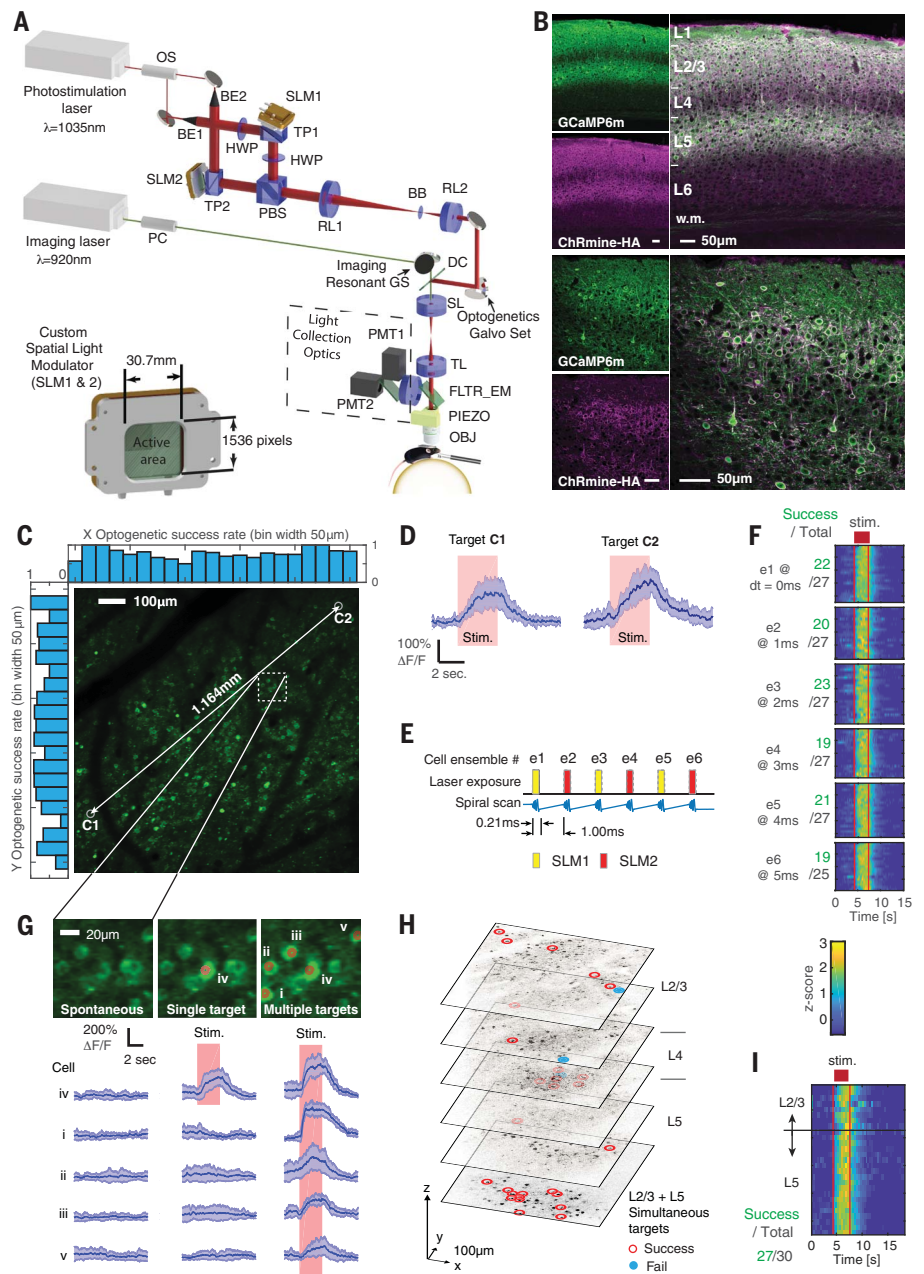 A
OS
Photostimulation
laser
λ=1035nm
BE2
SLM1
BE1
TP1
HWP
HWP
SLM2
TP2
PBS
RL1
BB
RL2
Imaging laser
λ=920nm
PC
Imaging
Resonant GS
DC
SL
Optogenetics
Galvo Set
Light
Collection
Optics
PMT1
TL
PMT2
FLTR_EM
PIEZO
OBJ
Custom
Spatial Light
Modulator
(SLM1 & 2)
30.7mm
Active
area
1536 pixels
B
GCaMP6m
ChRmine-HA
L1
L2/3
L4
L5
L6
w.m.
50µm
GCaMP6m
ChRmine-HA
50µm
C
X Optogenetic success rate (bin width 50µm)
1
0
1 0
Y Optogenetic success rate (bin width 50 µm)
100µm
C2
1.164mm
C1
D
Target C1
Target C2
Stim.
Stim.
100%
ΔF/F
2 sec.
E
Cell ensemble #
e1 e2 e3 e4 e5 e6
Laser exposure
Spiral scan
0.21ms
1.00ms
SLM1
SLM2
F
Success
/ Total
stim.
e1 @
dt = 0ms
22
/27
e2
@ 1ms
20
/27
e3
@ 2ms
23
/27
e4
@ 3ms
19
/27
e5
@ 4ms
21
/27
e6
@ 5ms
19
/25
0 5 10 15
Time [s]
G
20µm
Spontaneous
iv
Single target
v
iii
ii
iv
i
Multiple targets
200%
ΔF/F
2 sec
Stim.
Stim.
Cell
iv
i
ii
iii
v
H
L2/3
L4
L5
z
y
x
100µm
L2/3 + L5
Simultaneous
targets
Success
Fail
3
2
1
0
z-score
I
stim.
L2/3
L5
Success
/ Total
27/30
0 5 10 15
Time [s]